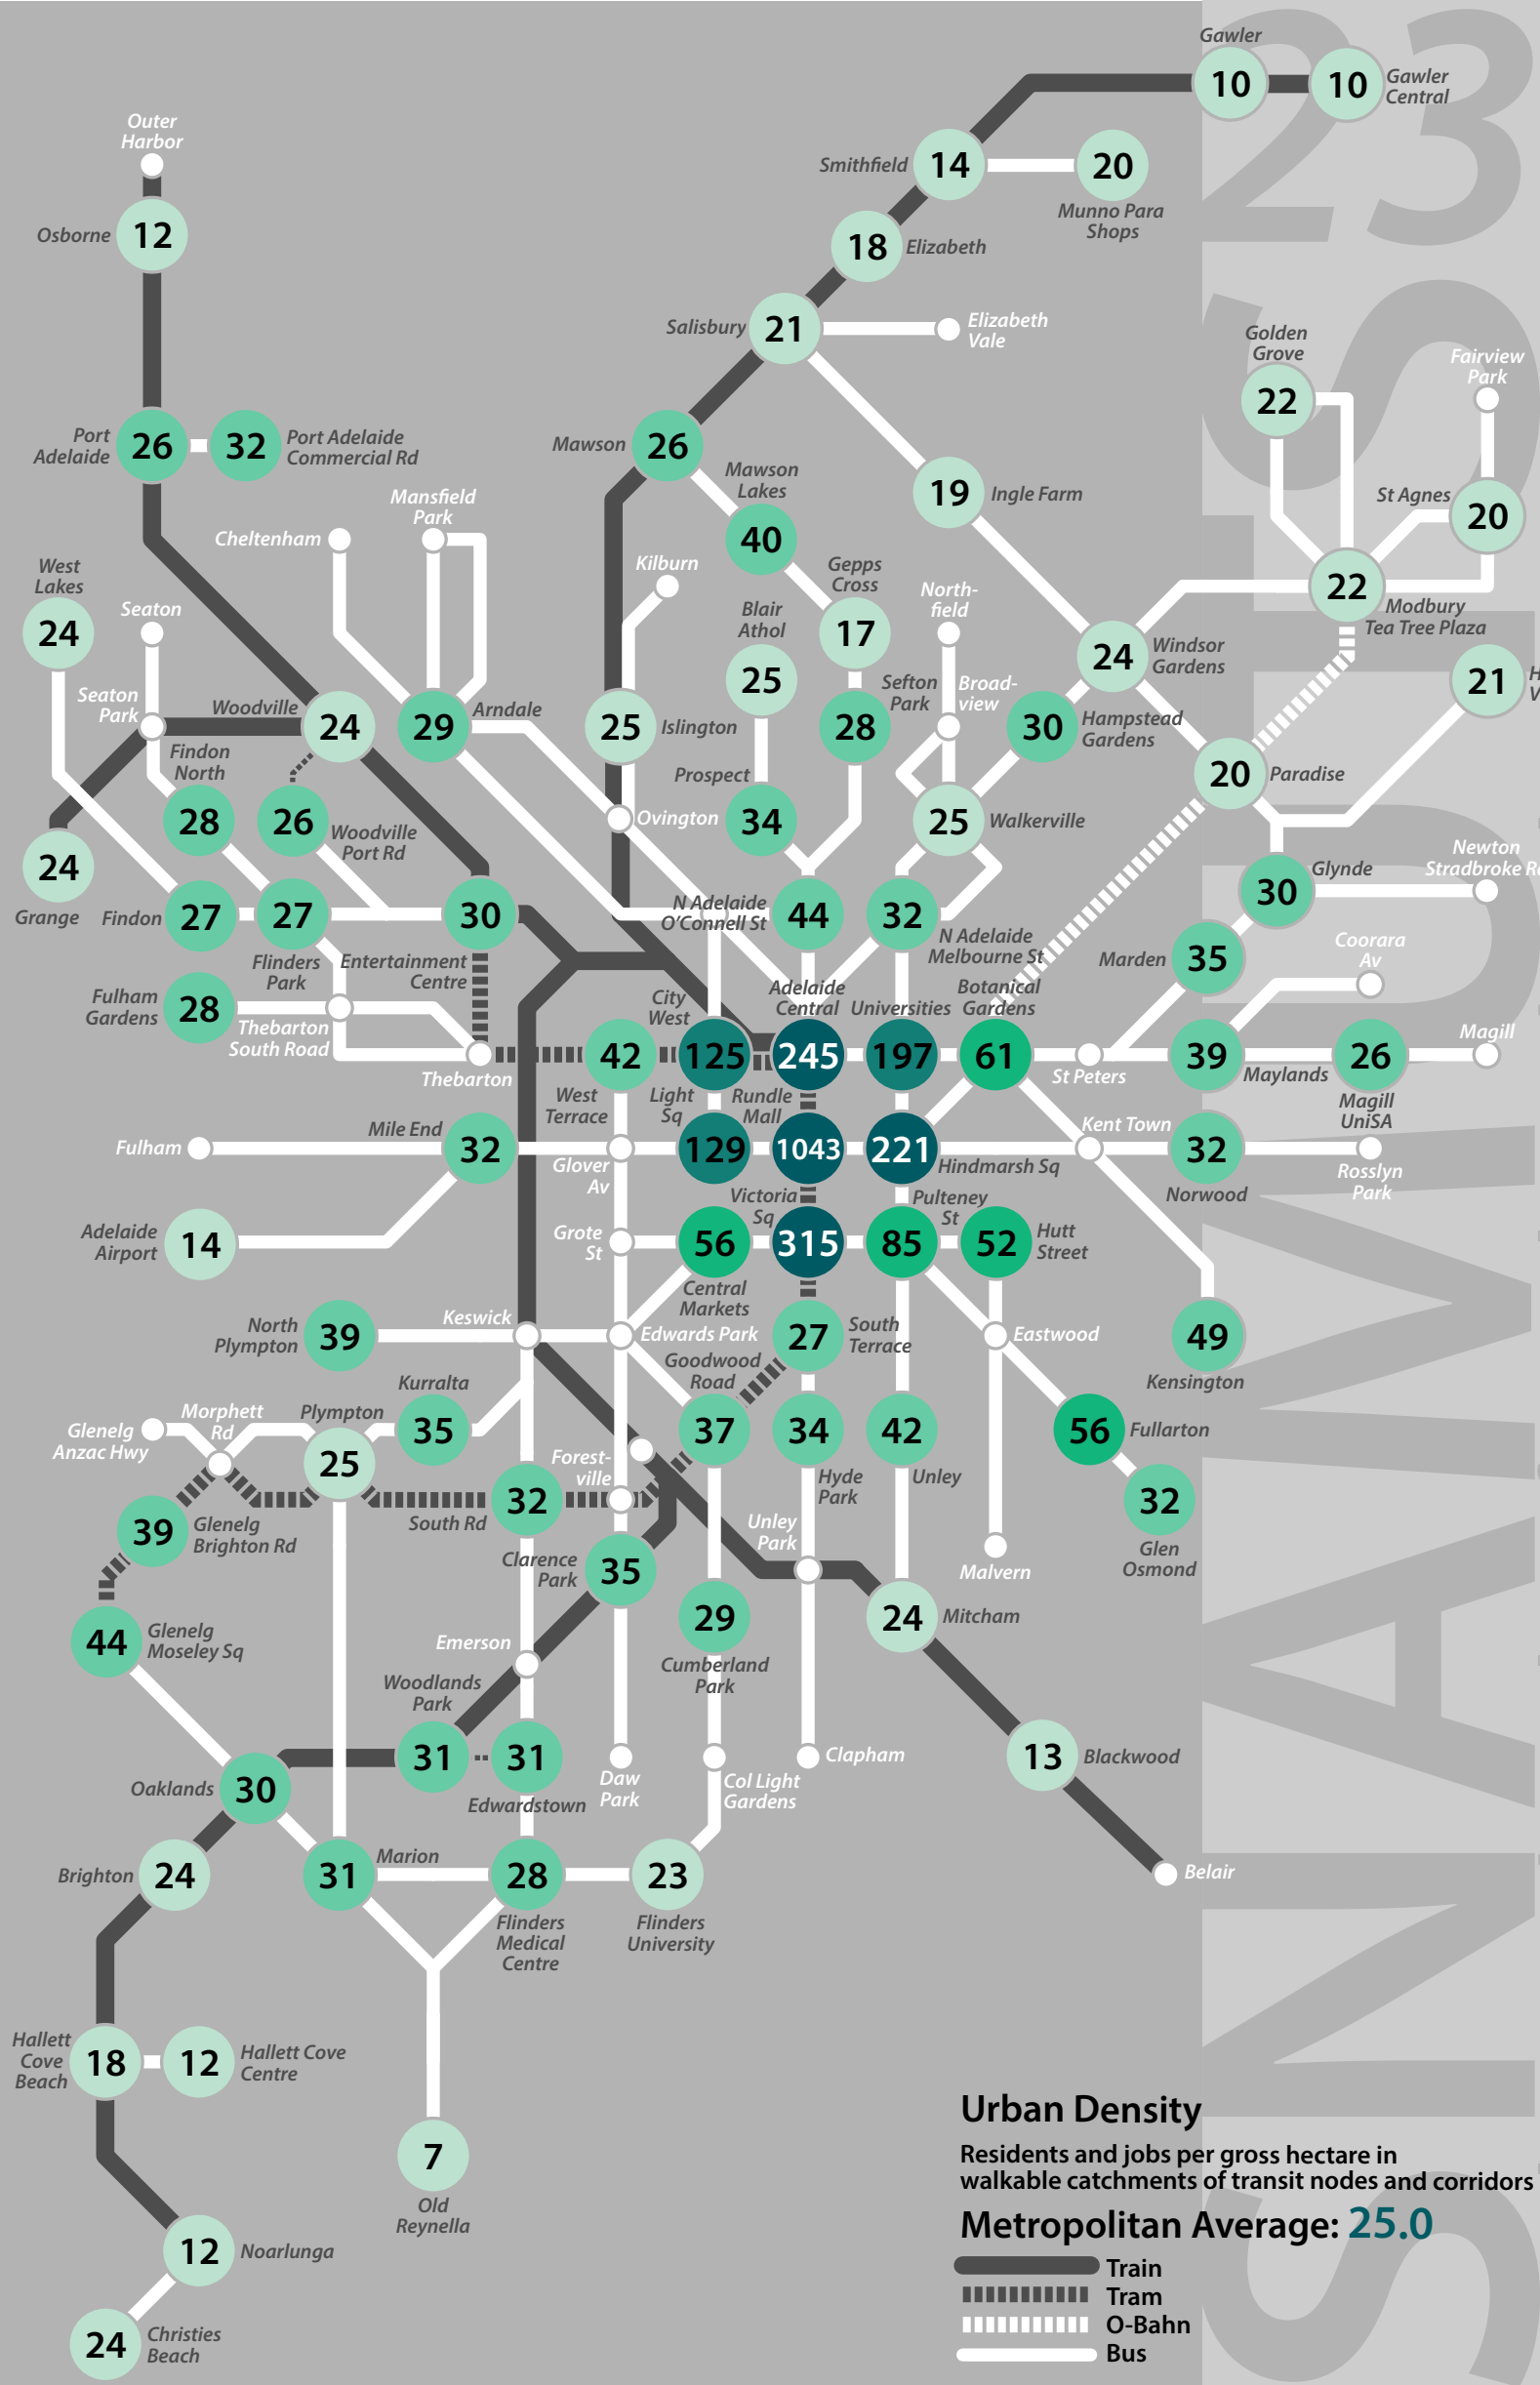 Gawler
10
10
Gawler
Central
Outer
Harbor
Smithfield
14
20
Munno Para
Shops
Osborne
12
18
Elizabeth
Salisbury
21
Elizabeth
Vale
Golden
Grove
22
Fairview
Park
Port
Adelaide
26
32
Port Adelaide
Commercial Rd
Mawson
26
Mawson
Lakes
40
19
Ingle Farm
St Agnes
20
Mansfield
Park
Cheltenham
Kilburn
Gepps
Cross
17
North-
field
22
Modbury
Tea Tree Plaza
West
Lakes
24
Seaton
Blair
Athol
25
24
Windsor
Gardens
21
Seaton
Park
Woodville
24
29
Arndale
25
Islington
Sefton
Park
28
Broad-
view
30
Hampstead
Gardens
Findon
North
28
26
Woodville
Port Rd
Prospect
34
Ovington
25
Walkerville
20
Paradise
24
Grange
Findon
27
27
Flinders
Park
30
Entertainment
Centre
N Adelaide
O'Connell St
44
32
N Adelaide
Melbourne St
30
Glynde
Newton
Stradbroke R
Marden
35
Coorara
Av
Fulham
Gardens
28
Thebarton
South Road
Thebarton
42
West
Terrace
City
West
125
Adelaide
Central
245
Universities
197
Botanical
Gardens
61
St Peters
39
Maylands
26
Magill
UniSA
Magill
Fulham
Mile End
32
Glover
Av
Light
Sq
129
Rundle
Mall
1043
221
Hindmarsh Sq
Kent Town
32
Norwood
Rosslyn
Park
Adelaide
Airport
14
Grote
St
56
Central
Markets
Victoria
Sq
315
Pulteney
St
85
52
Hutt
Street
North
Plympton
39
Keswick
Edwards Park
27
South
Terrace
Eastwood
49
Kensington
Glenelg
Anzac Hwy
Morphett
Rd
Plympton
25
Kurralta
35
Goodwood
Road
37
34
Hyde
Park
42
Unley
56
Fullarton
39
Glenelg
Brighton Rd
South Rd
32
Forest-
ville
32
Glen
Osmond
Clarence
Park
35
Unley
Park
Malvern
44
Glenelg
Moseley Sq
Emerson
29
Cumberland
Park
24
Mitcham
Woodlands
Park
31
31
Edwardstown
Daw
Park
Col Light
Gardens
Clapham
13
Blackwood
Oaklands
30
Brighton
24
31
Marion
28
Flinders
Medical
Centre
23
Flinders
University
Belair
Hallett
Cove
Beach
18
12
Hallett Cove
Centre
7
Old
Reynella
12
Noarlunga
24
Christies
Beach
Urban Density
Residents and jobs per gross hectare in
walkable catchments of transit nodes and corridors
Metropolitan Average: 25.0
Train
Tram
O-Bahn
Bus
SNAMUTS 23